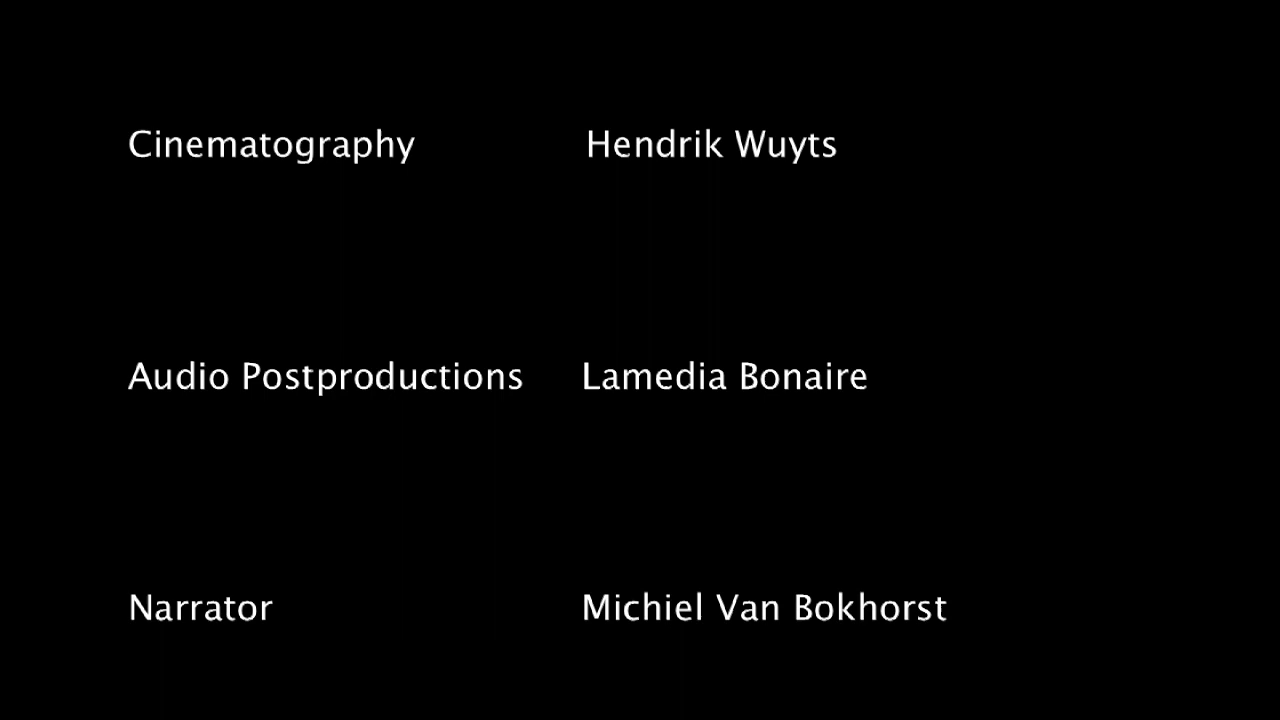 Cinematography Hendrik Wuyts
Audio Postproductions Lamedia Bonaire
Narrator Michiel Van Bokhorst